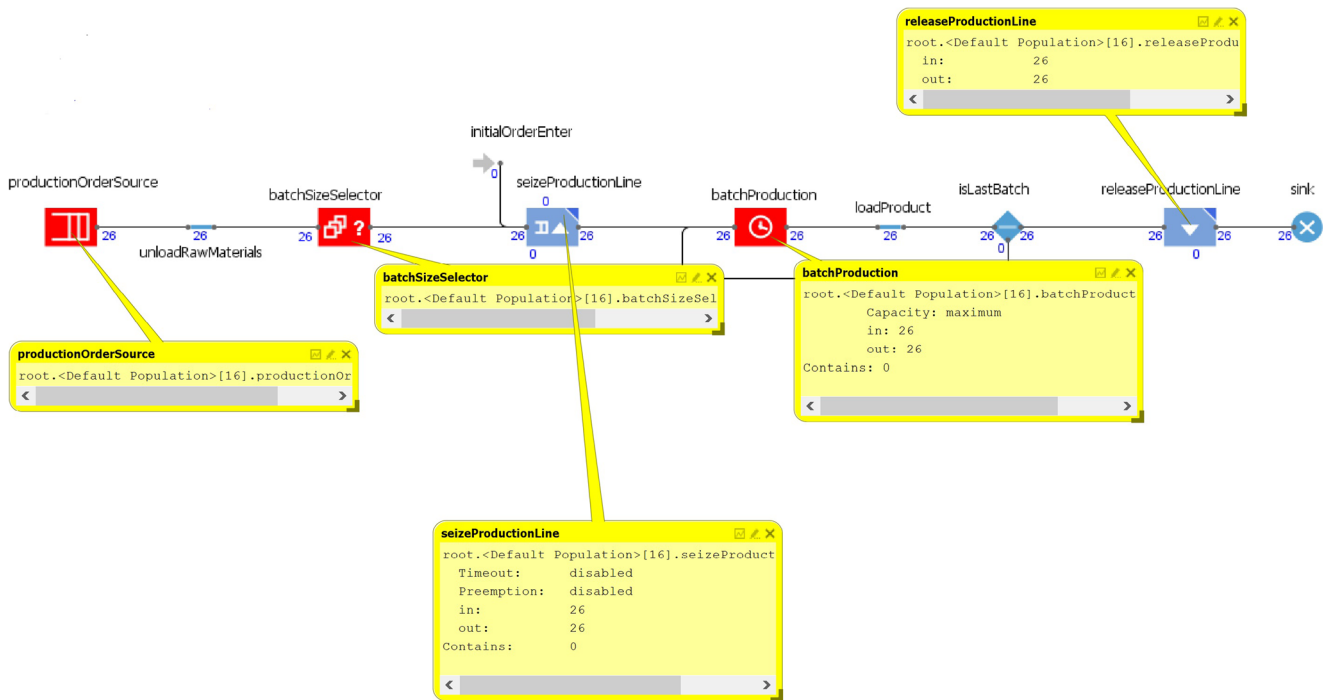 releaseProductionLine
root.<Default Population>[16].releaseProdu
in: 26
out: 26
initialOrderEnter
0
productionOrderSource
batchSizeSelector
seizeProductionLine
0
batchProduction
loadProduct
isLastBatch
releaseProductionLine
sink
26
26
26
?
26
26
26
26
26
26
26
26
26
26
26
unloadRawMaterials
0
0
0
batchSizeSelector
root.<Default Population>[16].batchSizeSel
batchProduction
root.<Default Population>[16].batchProduct
Capacity: maximum
in: 26
out: 26
Contains: 0
productionOrderSource
root.<Default Population>[16].productionOr
seizeProductionLine
root.<Default Population>[16].seizeProduct
Timeout: disabled
Preemption: disabled
in: 26
out: 26
Contains: 0